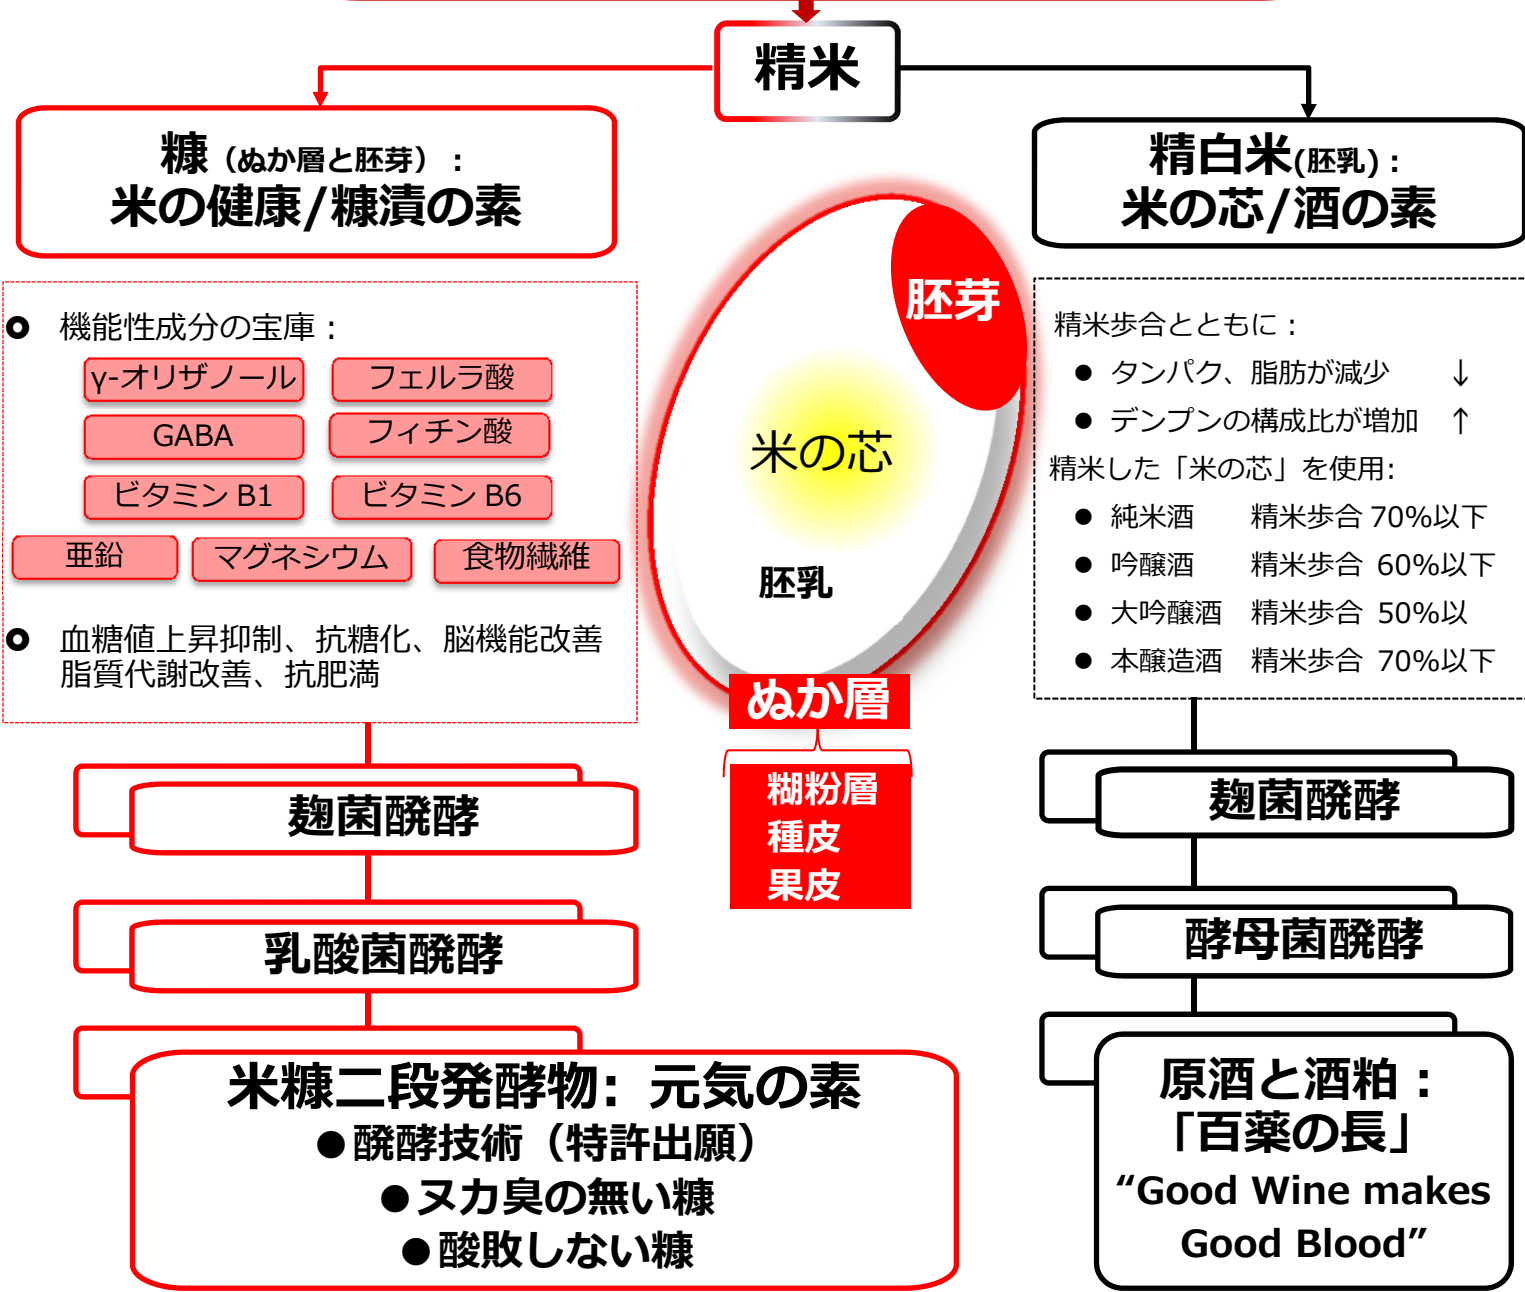 精米
糠（ぬか層と胚芽）:
米の健康/糠漬の素
機能性成分の宝庫：
γ-オリザノール
フェルラ酸
GABA
フィチン酸
ビタミン B1
ビタミン B6
亜鉛
マグネシウム
食物繊維
血糖値上昇抑制、抗糖化、脳機能改善
脂質代謝改善、抗肥満
麹菌醗酵
乳酸菌醗酵
米糠二段発酵物: 元気の素
●醗酵技術（特許出願）
●ヌカ臭の無い糠
●酸敗しない糠
胚芽
米の芯
胚乳
ぬか層
糊粉層
種皮
果皮
精白米(胚乳)：
米の芯/酒の素
精米歩合とともに：
● タンパク、脂肪が減少 ↓
● デンプンの構成比が増加 ↑
精米した「米の芯」を使用:
● 純米酒 精米歩合 70%以下
● 吟醸酒 精米歩合 60%以下
● 大吟醸酒 精米歩合 50%以
● 本醸造酒 精米歩合 70%以下
麹菌醗酵
酵母菌醗酵
原酒と酒粕：
「百薬の長」
“Good Wine makes
Good Blood”